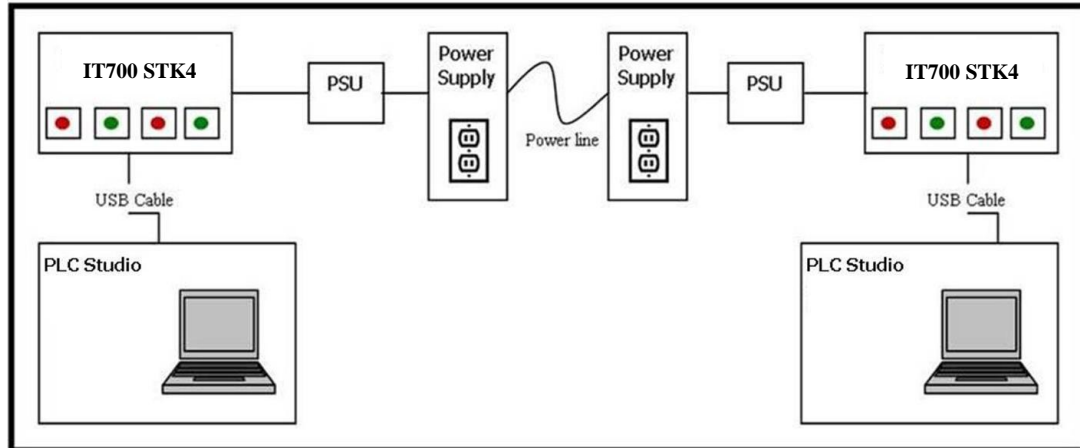 IT700 STK4
PSU
Power
Supply
Power line
Power
Supply
PSU
IT700 STK4
USB Cable
USB Cable
PLC Studio
PLC Studio